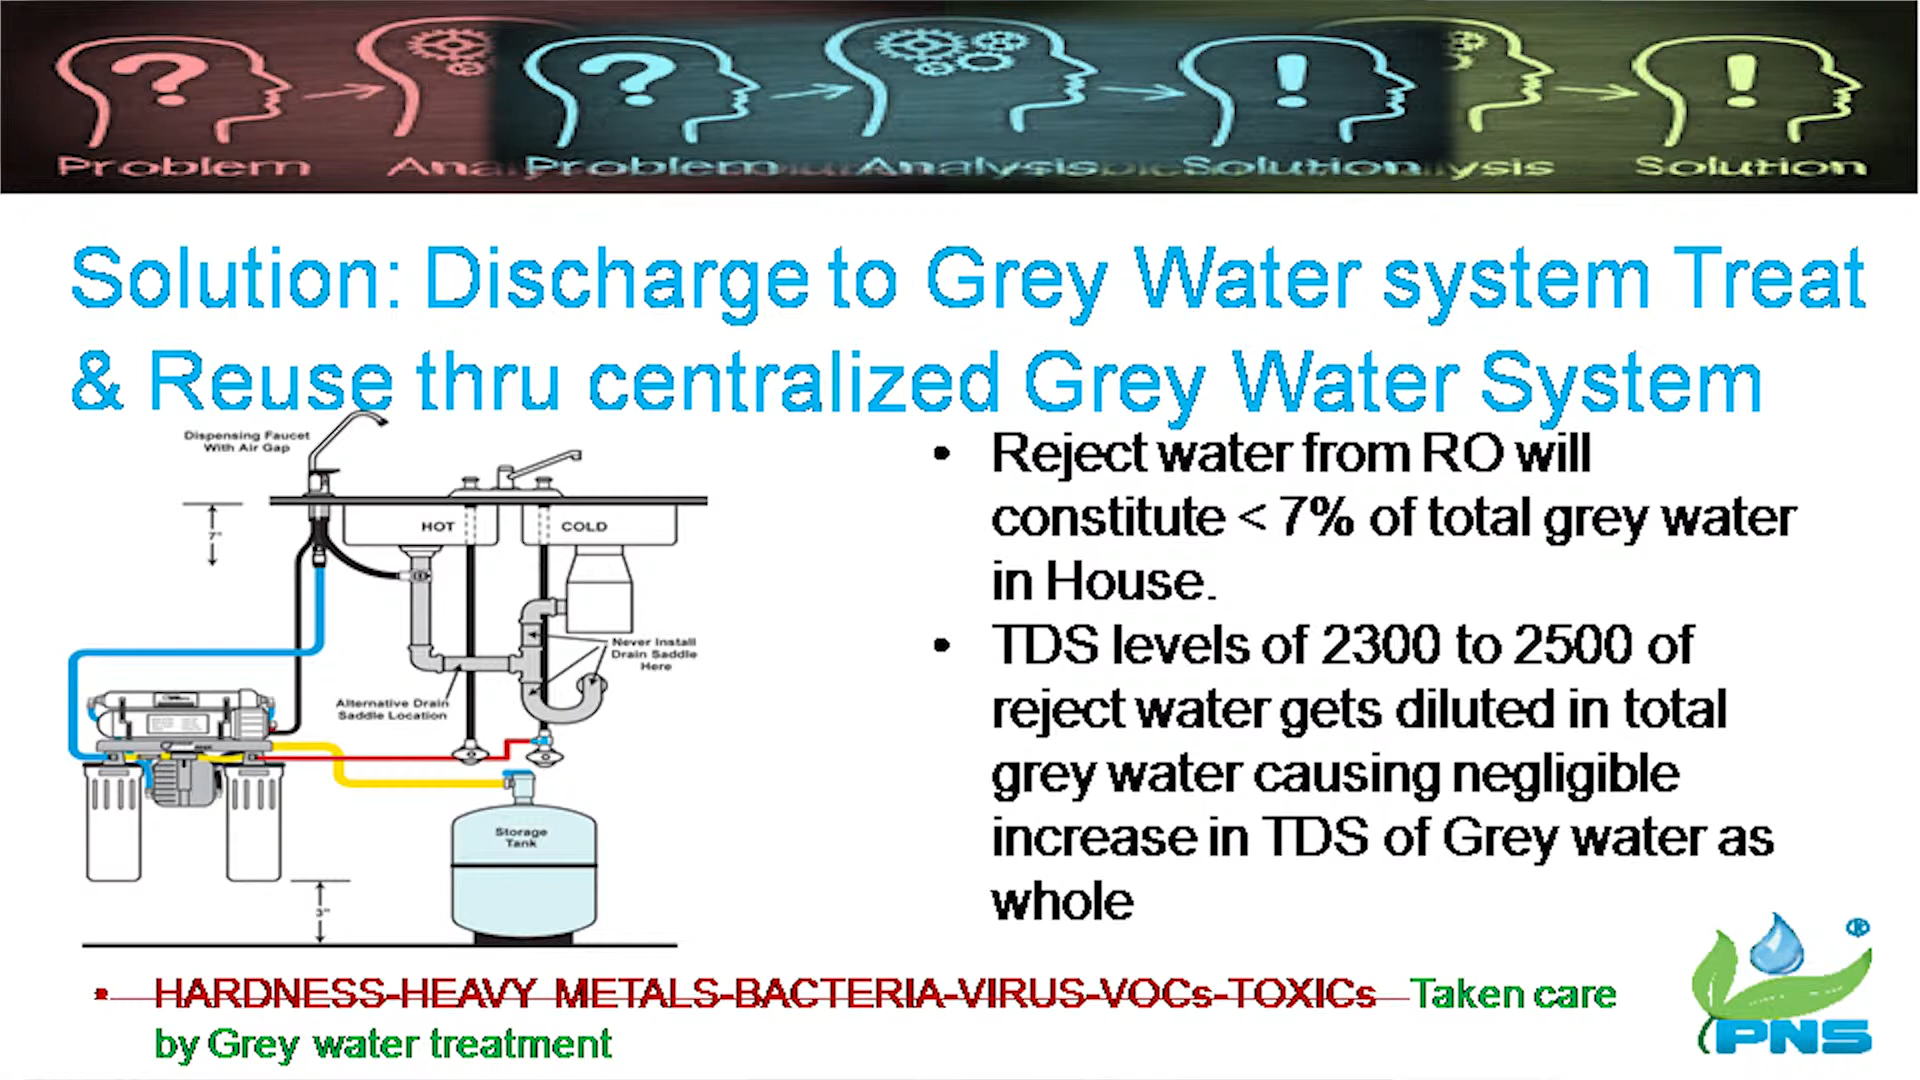 Problem Ana Problem Analysis Solution ysis Solution
Solution: Discharge to Grey Water system Treat
& Reuse thru centralized Grey Water System
Dispensing Faucet
With Air Gap
HOT
COLD
7"
Never Install
Drain Saddle
Here
Alternative Drain
Saddle Location
Storage
Tank
3"
• Reject water from RO will
constitute < 7% of total grey water
in House.
• TDS levels of 2300 to 2500 of
reject water gets diluted in total
grey water causing negligible
increase in TDS of Grey water as
whole
• HARDNESS-HEAVY METALS-BACTERIA-VIRUS-VOCs-TOXICs Taken care
by Grey water treatment
®
PNS